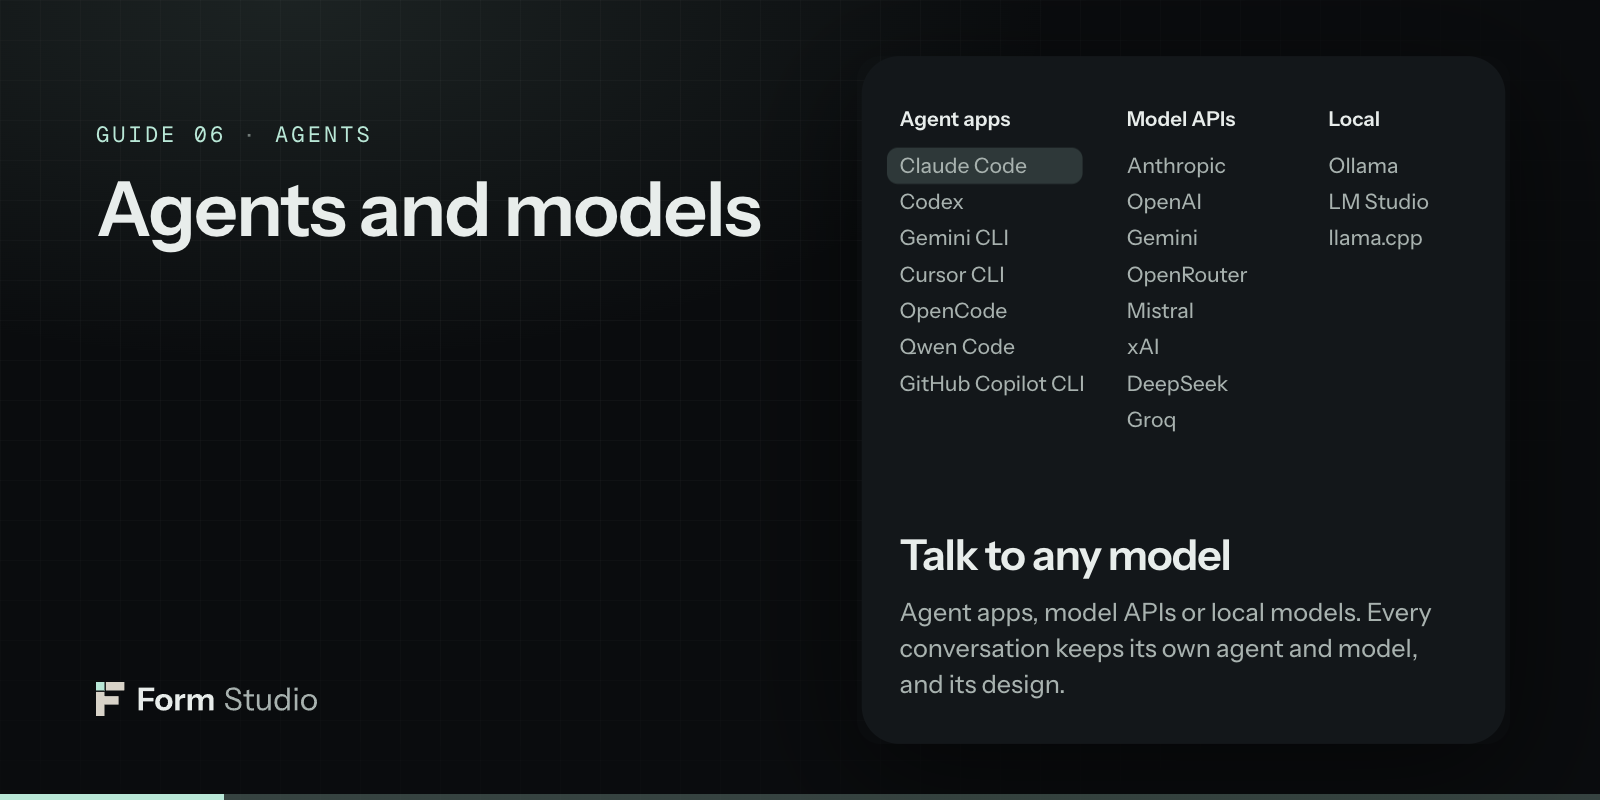 GUIDE 06 · AGENTS
Agents and models
Form Studio
Agent apps
Claude Code
Codex
Gemini CLI
Cursor CLI
OpenCode
Qwen Code
GitHub Copilot CLI
Model APIs
Anthropic
OpenAI
Gemini
OpenRouter
Mistral
xAI
DeepSeek
Groq
Local
Ollama
LM Studio
llama.cpp
Talk to any model
Agent apps, model APIs or local models. Every
conversation keeps its own agent and model,
and its design.